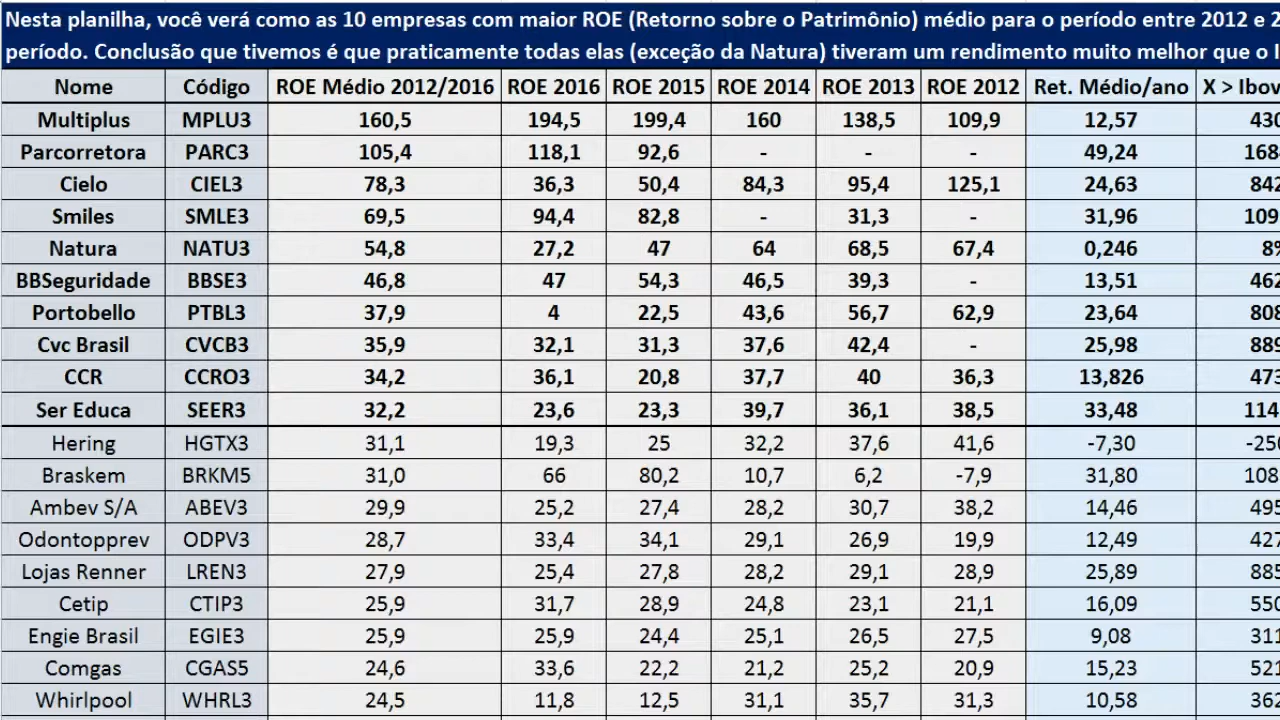 Nesta planilha, você verá como as 10 empresas com maior ROE (Retorno sobre o Patrimônio) médio para o período entre 2012 e 2
período. Conclusão que tivemos é que praticamente todas elas (exceção da Natura) tiveram um rendimento muito melhor que o
Nome Código ROE Médio 2012/2016 ROE 2016 ROE 2015 ROE 2014 ROE 2013 ROE 2012 Ret. Médio/ano X > Ibov
Multiplus MPLU3 160,5 194,5 199,4 160 138,5 109,9 12,57 430
Parcorretora PARC3 105,4 118,1 92,6 - - - 49,24 168
Cielo CIEL3 78,3 36,3 50,4 84,3 95,4 125,1 24,63 842
Smiles SMLE3 69,5 94,4 82,8 - 31,3 - 31,96 109
Natura NATU3 54,8 27,2 47 64 68,5 67,4 0,246 8%
BBSeguridade BBSE3 46,8 47 54,3 46,5 39,3 - 13,51 462
Portobello PTBL3 37,9 4 22,5 43,6 56,7 62,9 23,64 808
Cvc Brasil CVCB3 35,9 32,1 31,3 37,6 42,4 - 25,98 889
CCR CCRO3 34,2 36,1 20,8 37,7 40 36,3 13,826 473
Ser Educa SEER3 32,2 23,6 23,3 39,7 36,1 38,5 33,48 114
Hering HGTX3 31,1 19,3 25 32,2 37,6 41,6 -7,30 -250
Braskem BRKM5 31,0 66 80,2 10,7 6,2 -7,9 31,80 108
Ambev S/A ABEV3 29,9 25,2 27,4 28,2 30,7 38,2 14,46 495
Odontopprev ODPV3 28,7 33,4 34,1 29,1 26,9 19,9 12,49 427
Lojas Renner LREN3 27,9 25,4 27,8 28,2 29,1 28,9 25,89 885
Cetip CTIP3 25,9 31,7 28,9 24,8 23,1 21,1 16,09 550
Engie Brasil EGIE3 25,9 25,9 24,4 25,1 26,5 27,5 9,08 311
Comgas CGAS5 24,6 33,6 22,2 21,2 25,2 20,9 15,23 521
Whirlpool WHRL3 24,5 11,8 12,5 31,1 35,7 31,3 10,58 362